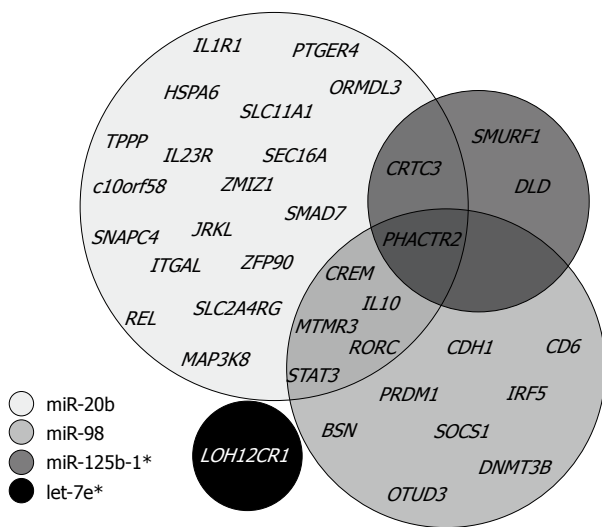 IL1R1
PTGER4
HSPA6
ORMDL3
SLC11A1
TPPP
IL23R
SEC16A
c10orf58
ZMIZ1
SMAD7
SNAPC4
JRKL
ITGAL
ZFP90
REL
SLC2A4RG
MAP3K8
CRTC3
SMURF1
DLD
PHACTR2
CREM
IL10
MTMR3
RORC
STAT3
CDH1
CD6
PRDM1
IRF5
BSN
SOCS1
DNMT3B
OTUD3
LOH12CR1
miR-20b
miR-98
miR-125b-1*
let-7e*